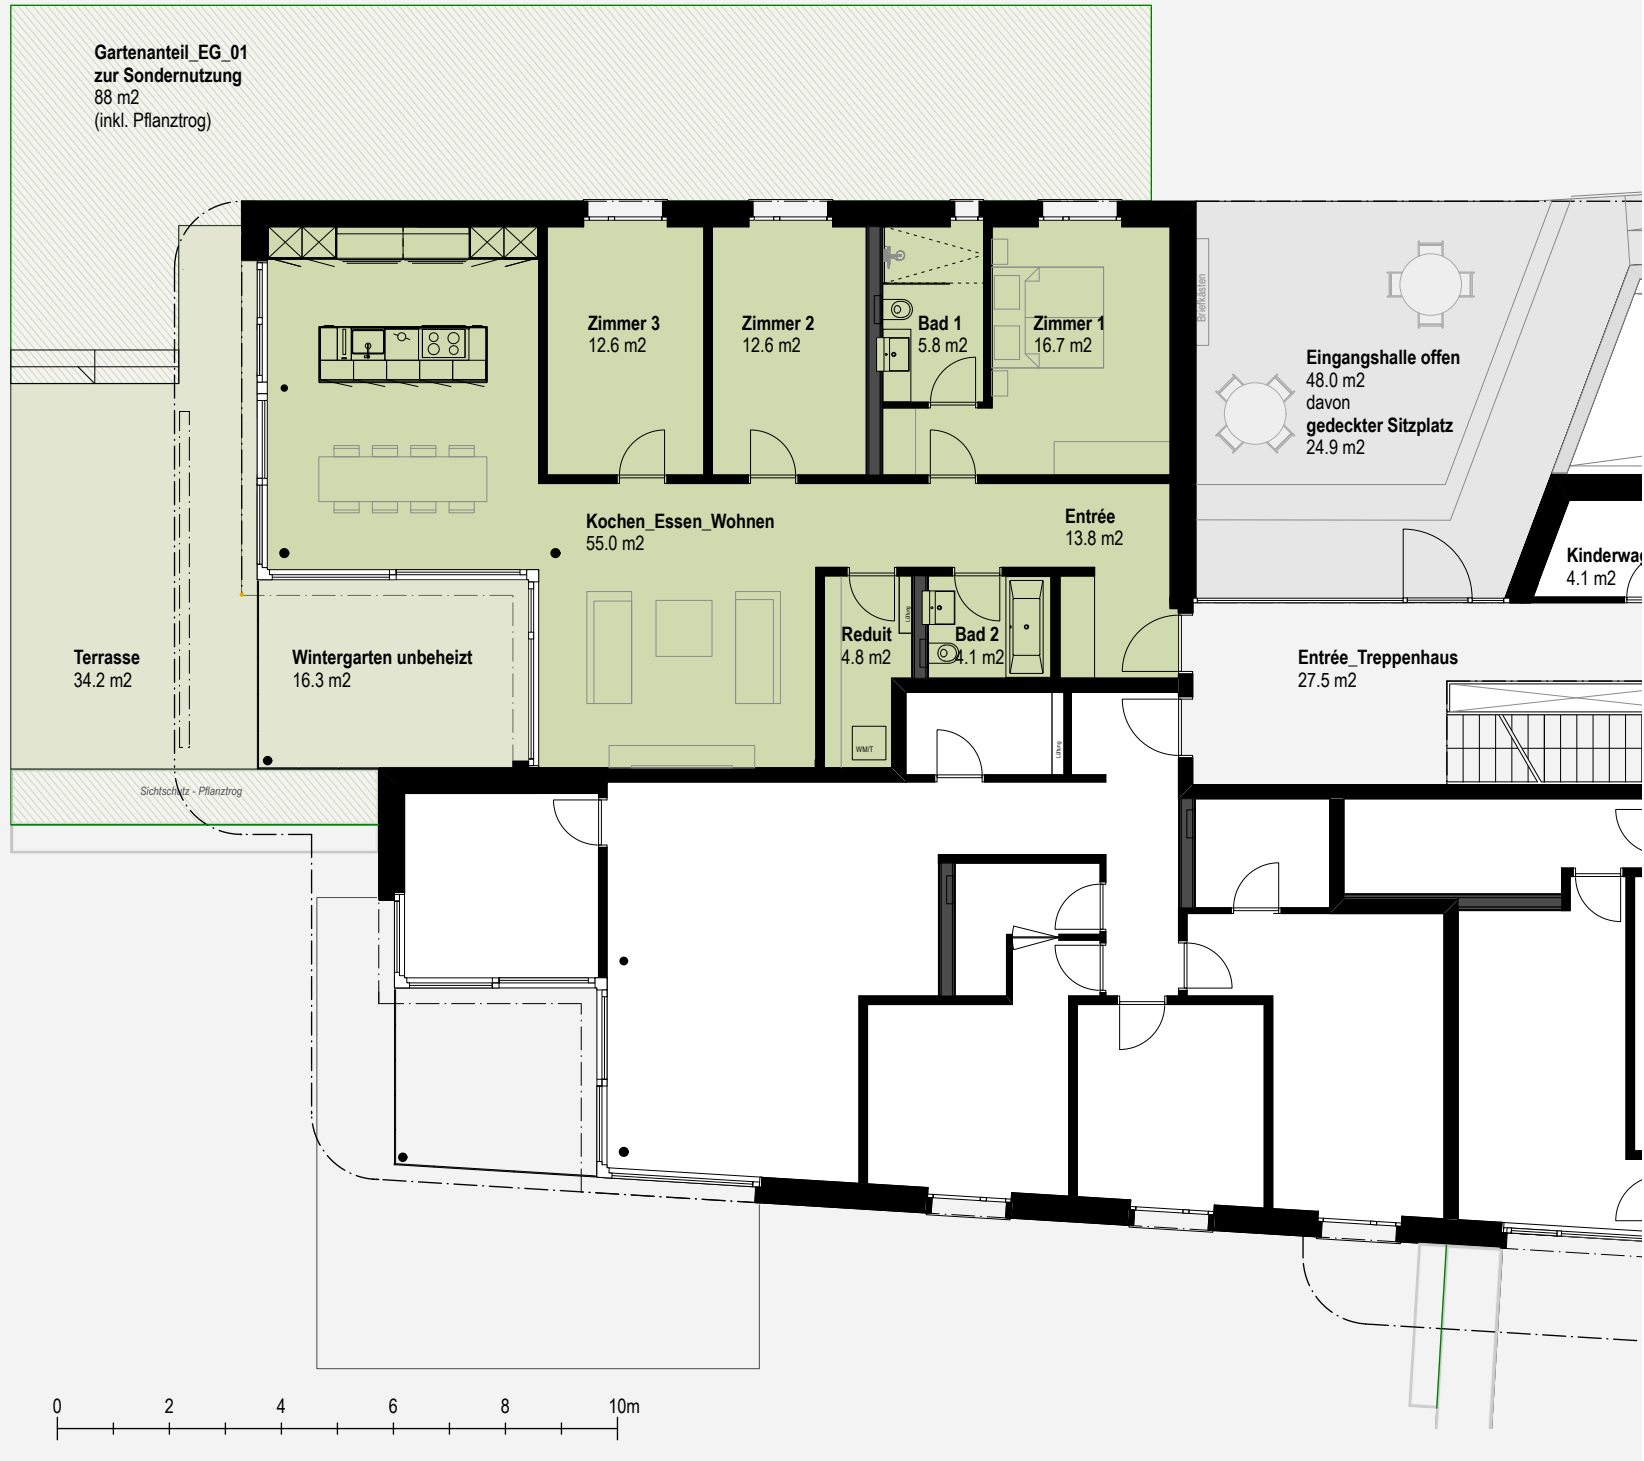 Gartenanteil_EG_01
zur Sondernutzung
88 m2
(inkl. Pflanztrog)
Zimmer 3
12.6 m2
Zimmer 2
12.6 m2
Bad 1
5.8 m2
Zimmer 1
16.7 m2
Briefkästen
Eingangshalle offen
48.0 m2
davon
gedeckter Sitzplatz
24.9 m2
Kochen_Essen_Wohnen
55.0 m2
Entrée
13.8 m2
4.1 m2
Lüftung
Reduit
4.8 m2
Bad 2
4.1 m2
Terrasse
34.2 m2
Wintergarten unbeheizt
16.3 m2
Entrée_Treppenhaus
27.5 m2
WM/T
Lüftung
Sichtschutz - Pflanztrog
0 2 4 6 8 10m